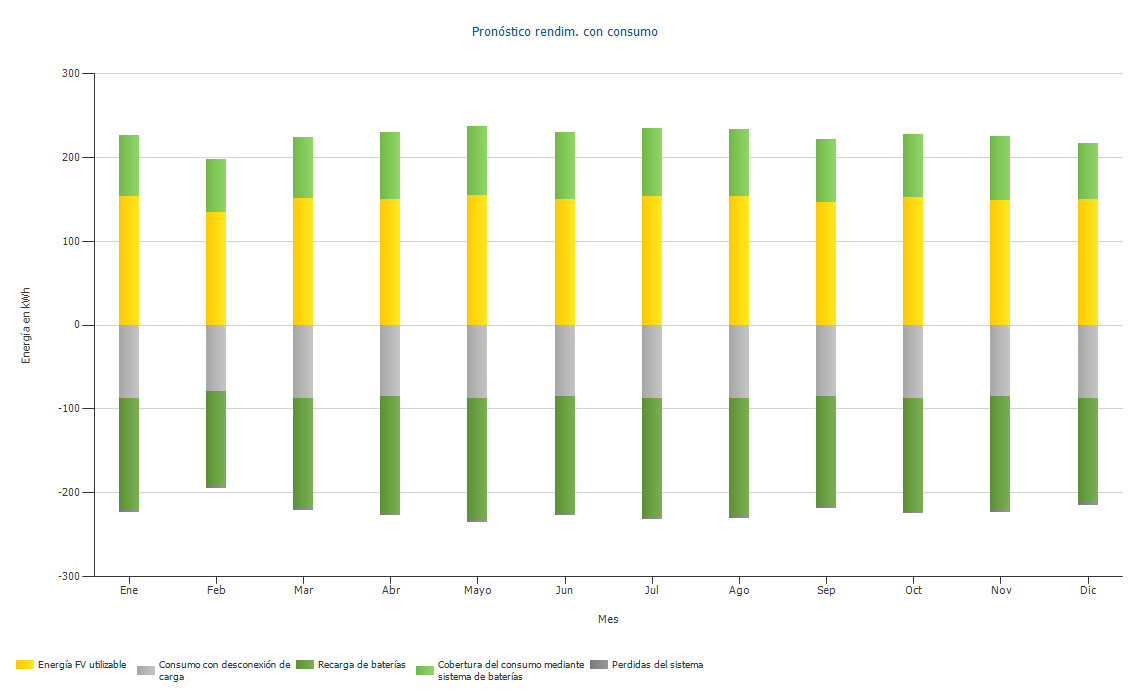 Pronóstico rendim. con consumo
300
200
100
0
-100
-200
-300
Energía en kWh
Ene Feb Mar Abr Mayo Jun Jul Ago Sep Oct Nov Dic
Mes
Energía FV utilizable
Consumo con desconexión de
carga
Recarga de baterías
Cobertura del consumo mediante
sistema de baterías
Perdidas del sistema